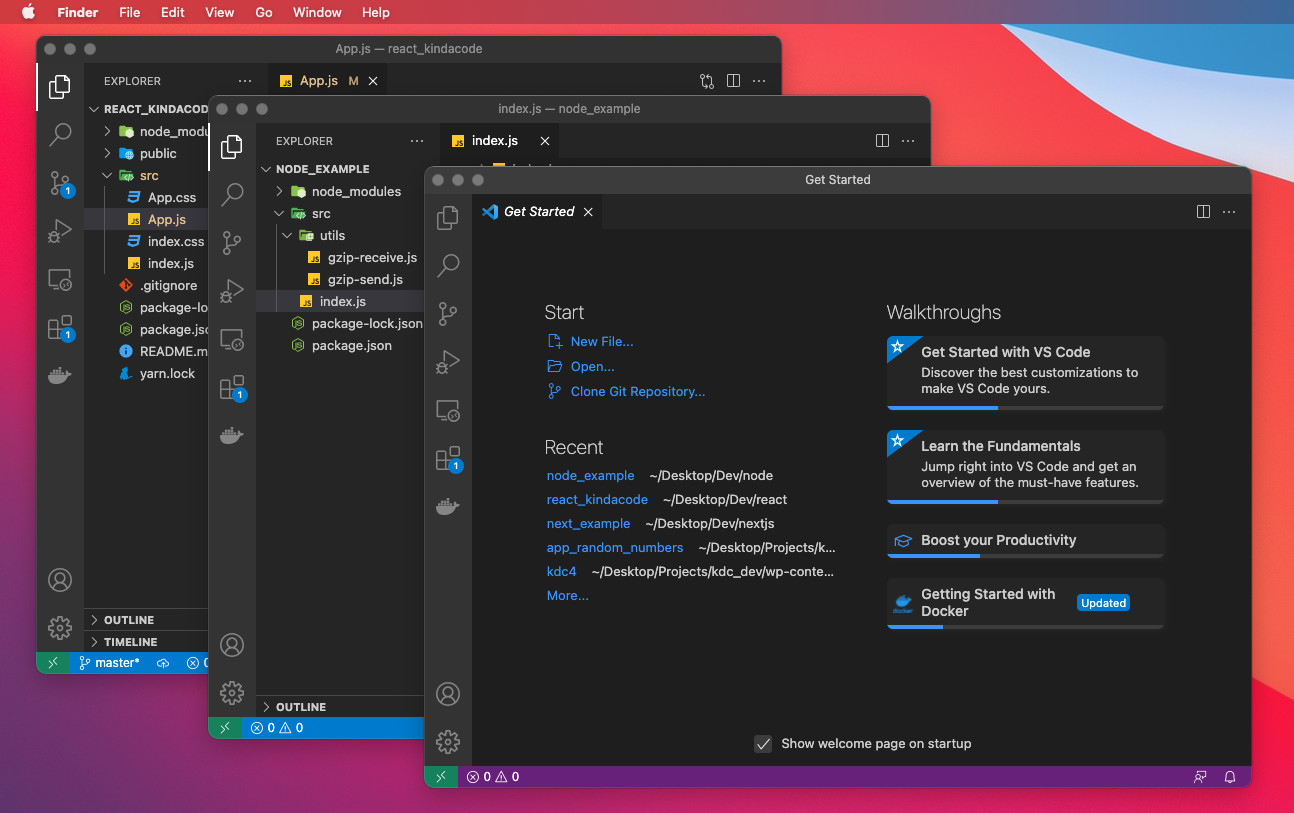 Finder File Edit View Go Window Help
App.js — react_kindacode
EXPLORER
App.js M
REACT_KINDACOD
node_modu
public
src
App.css
App.js
index.css
index.js
.gitignore
package-lo
package.jso
README.m
yarn.lock
1
1
OUTLINE
TIMELINE
master* 0
index.js — node_example
EXPLORER
index.js
NODE_EXAMPLE
node_modules
src
utils
gzip-receive.js
gzip-send.js
index.js
package-lock.json
package.json
1
OUTLINE
0 0
Get Started
Get Started
1
Start
New File...
Open...
Clone Git Repository...
Recent
node_example ~/Desktop/Dev/node
react_kindacode ~/Desktop/Dev/react
next_example ~/Desktop/Dev/nextjs
app_random_numbers ~/Desktop/Projects/k...
kdc4 ~/Desktop/Projects/kdc_dev/wp-conte...
More...
Walkthroughs
Get Started with VS Code
Discover the best customizations to
make VS Code yours.
Learn the Fundamentals
Jump right into VS Code and get an
overview of the must-have features.
Boost your Productivity
Getting Started with
Docker
Updated
docker
Show welcome page on startup
0 0